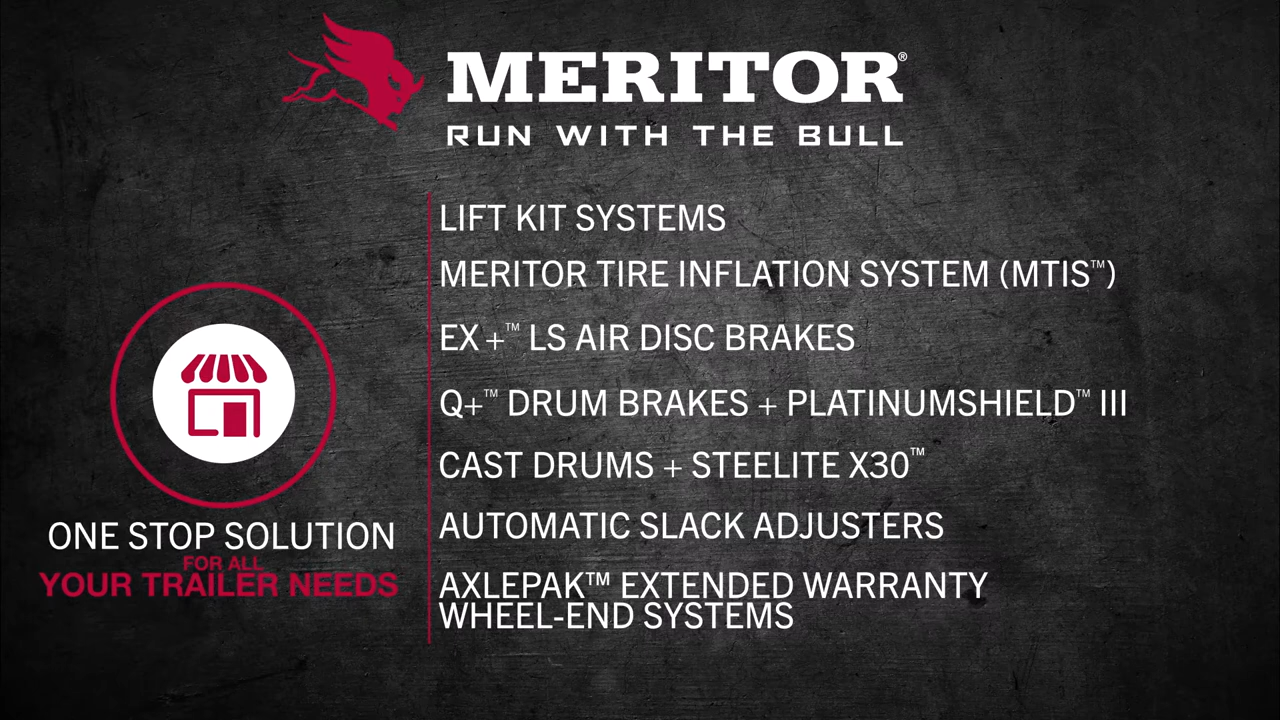 MERITOR®
RUN WITH THE BULL
LIFT KIT SYSTEMS
MERITOR TIRE INFLATION SYSTEM (MTIS™)
EX+™ LS AIR DISC BRAKES
Q+™ DRUM BRAKES + PLATINUMSHIELD™ III
CAST DRUMS + STEELITE X30™
AUTOMATIC SLACK ADJUSTERS
AXLEPAK™ EXTENDED WARRANTY
WHEEL-END SYSTEMS
ONE STOP SOLUTION
FOR ALL
YOUR TRAILER NEEDS